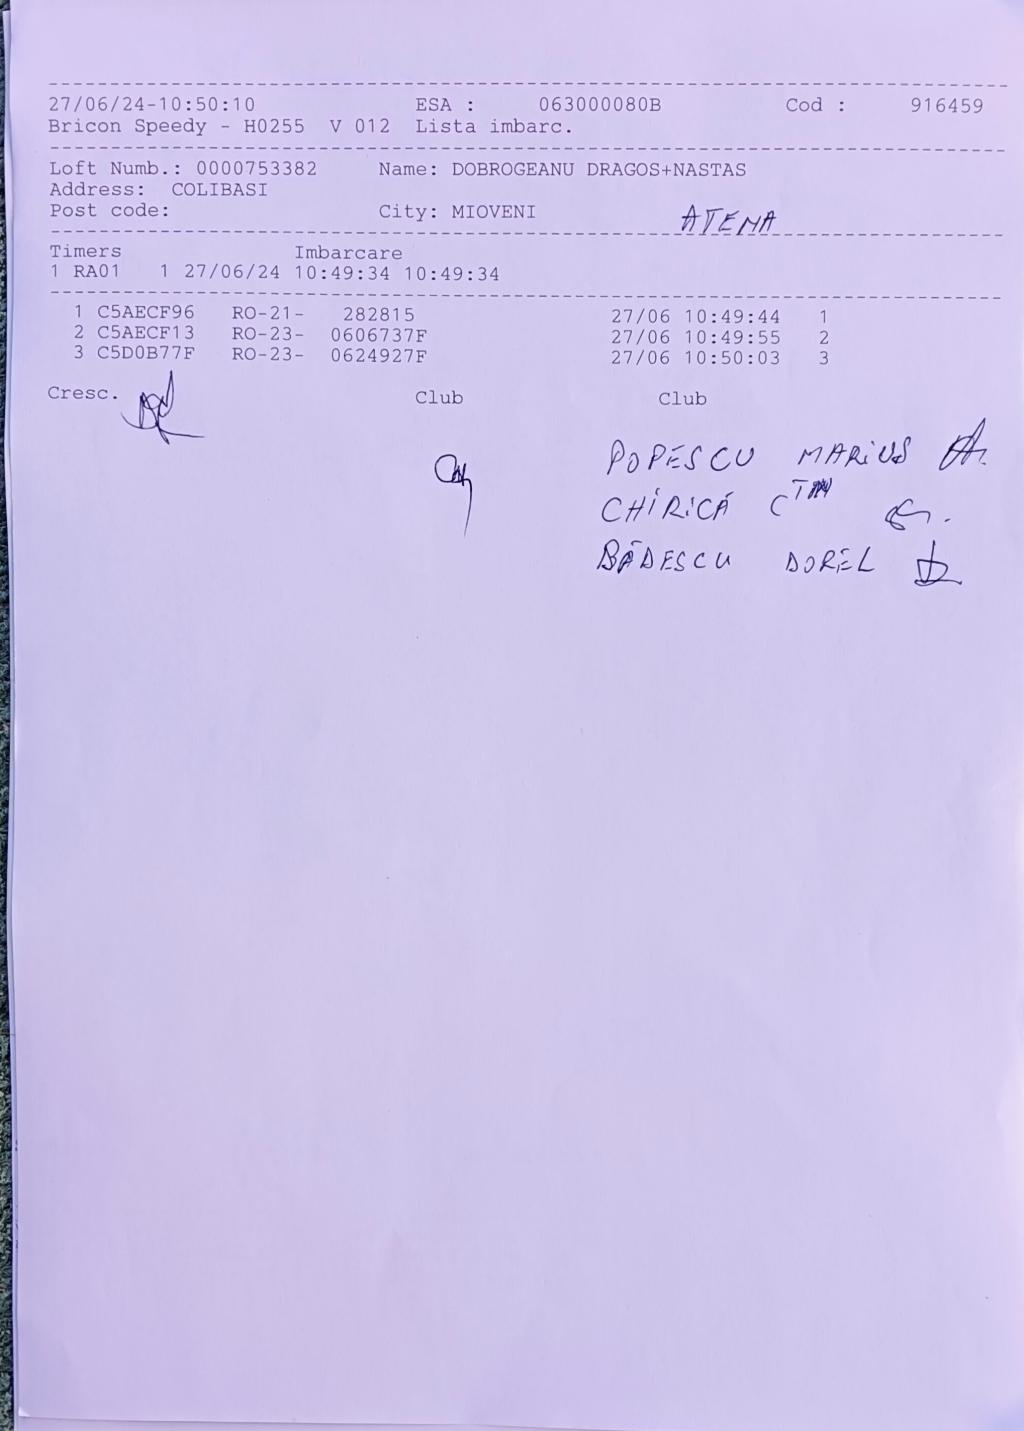 27/06/24-10:50:10 ESA : 063000080B Cod : 916459
Bricon Speedy - H0255 V 012 Lista imbarc.
Loft Numb.: 0000753382 Name: DOBROGEANU DRAGOS+NASTAS
Address: COLIBASI
Post code: City: MIOVENI ATENA
Timers Imbarcare
1 RA01 1 27/06/24 10:49:34 10:49:34
1 C5AECF96 RO-21- 282815 27/06 10:49:44 1
2 C5AECF13 RO-23- 0606737F 27/06 10:49:55 2
3 C5D0B77F RO-23- 0624927F 27/06 10:50:03 3
Cresc. Club Club
POPESCU MARIUS
CHIRICĂ
BĂDESCU DOREL